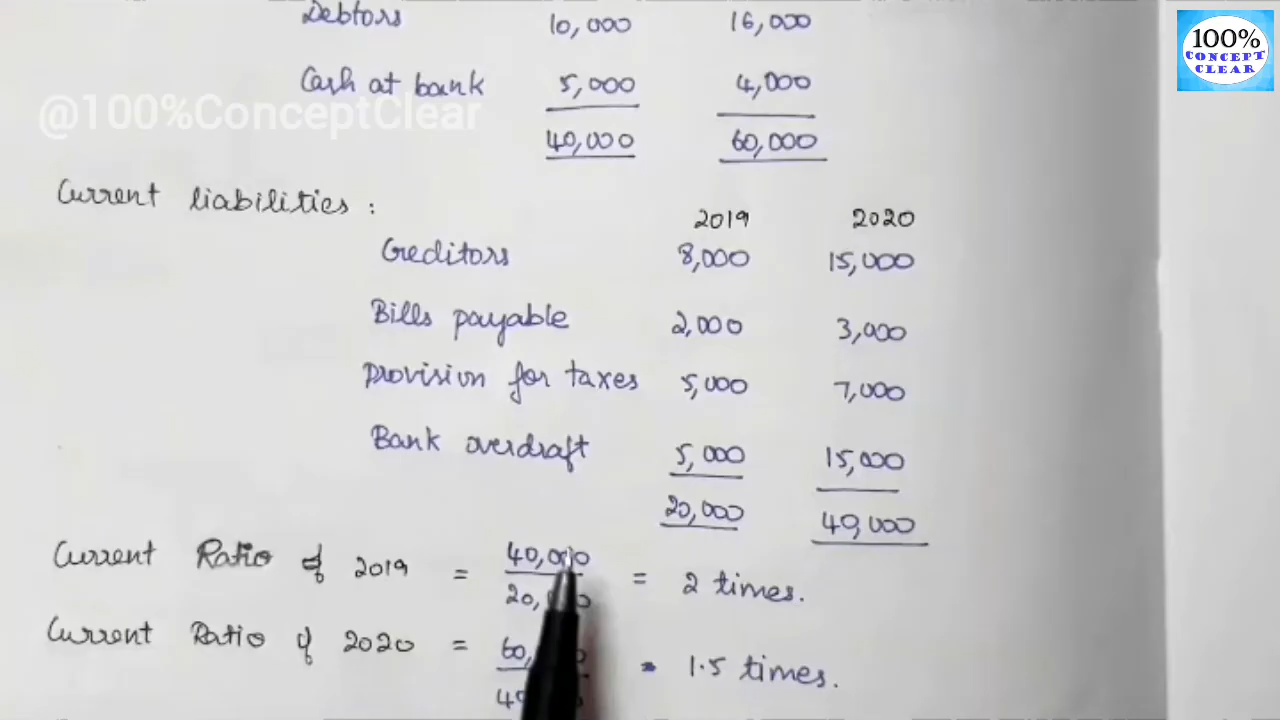 Debtors 10,000 16,000
100%
CONCEPT
CLEAR
Cash at bank 5,000 4,000
@100%ConceptClear
40,000 60,000
Current liabilities :
2019 2020
Creditors 8,000 15,000
Bills payable 2,000 3,000
Provision for taxes 5,000 7,000
Bank overdraft 5,000 15,000
20,000 40,000
Current Ratio of 2019 = 40,000 / 20, = 2 times.
Current Ratio of 2020 = 60, / 40 = 1.5 times.